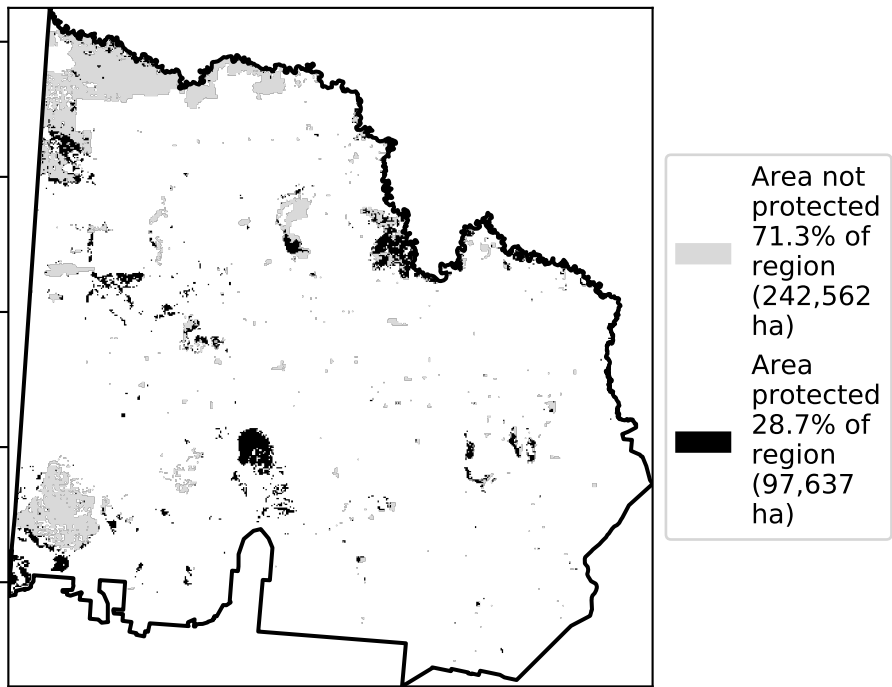 Area not
protected
71.3% of
region
(242,562
ha)
Area
protected
28.7% of
region
(97,637
ha)